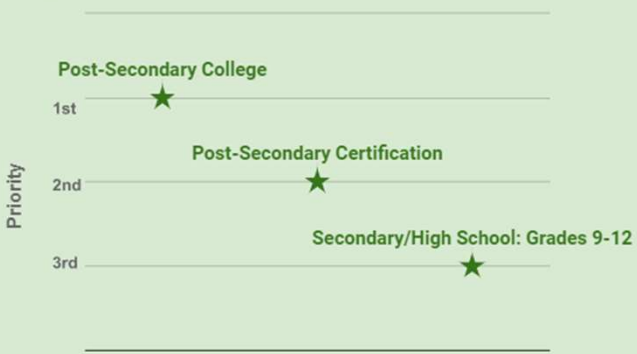 Post-Secondary College
1st
Post-Secondary Certification
2nd
Priority
Secondary/High School: Grades 9-12
3rd